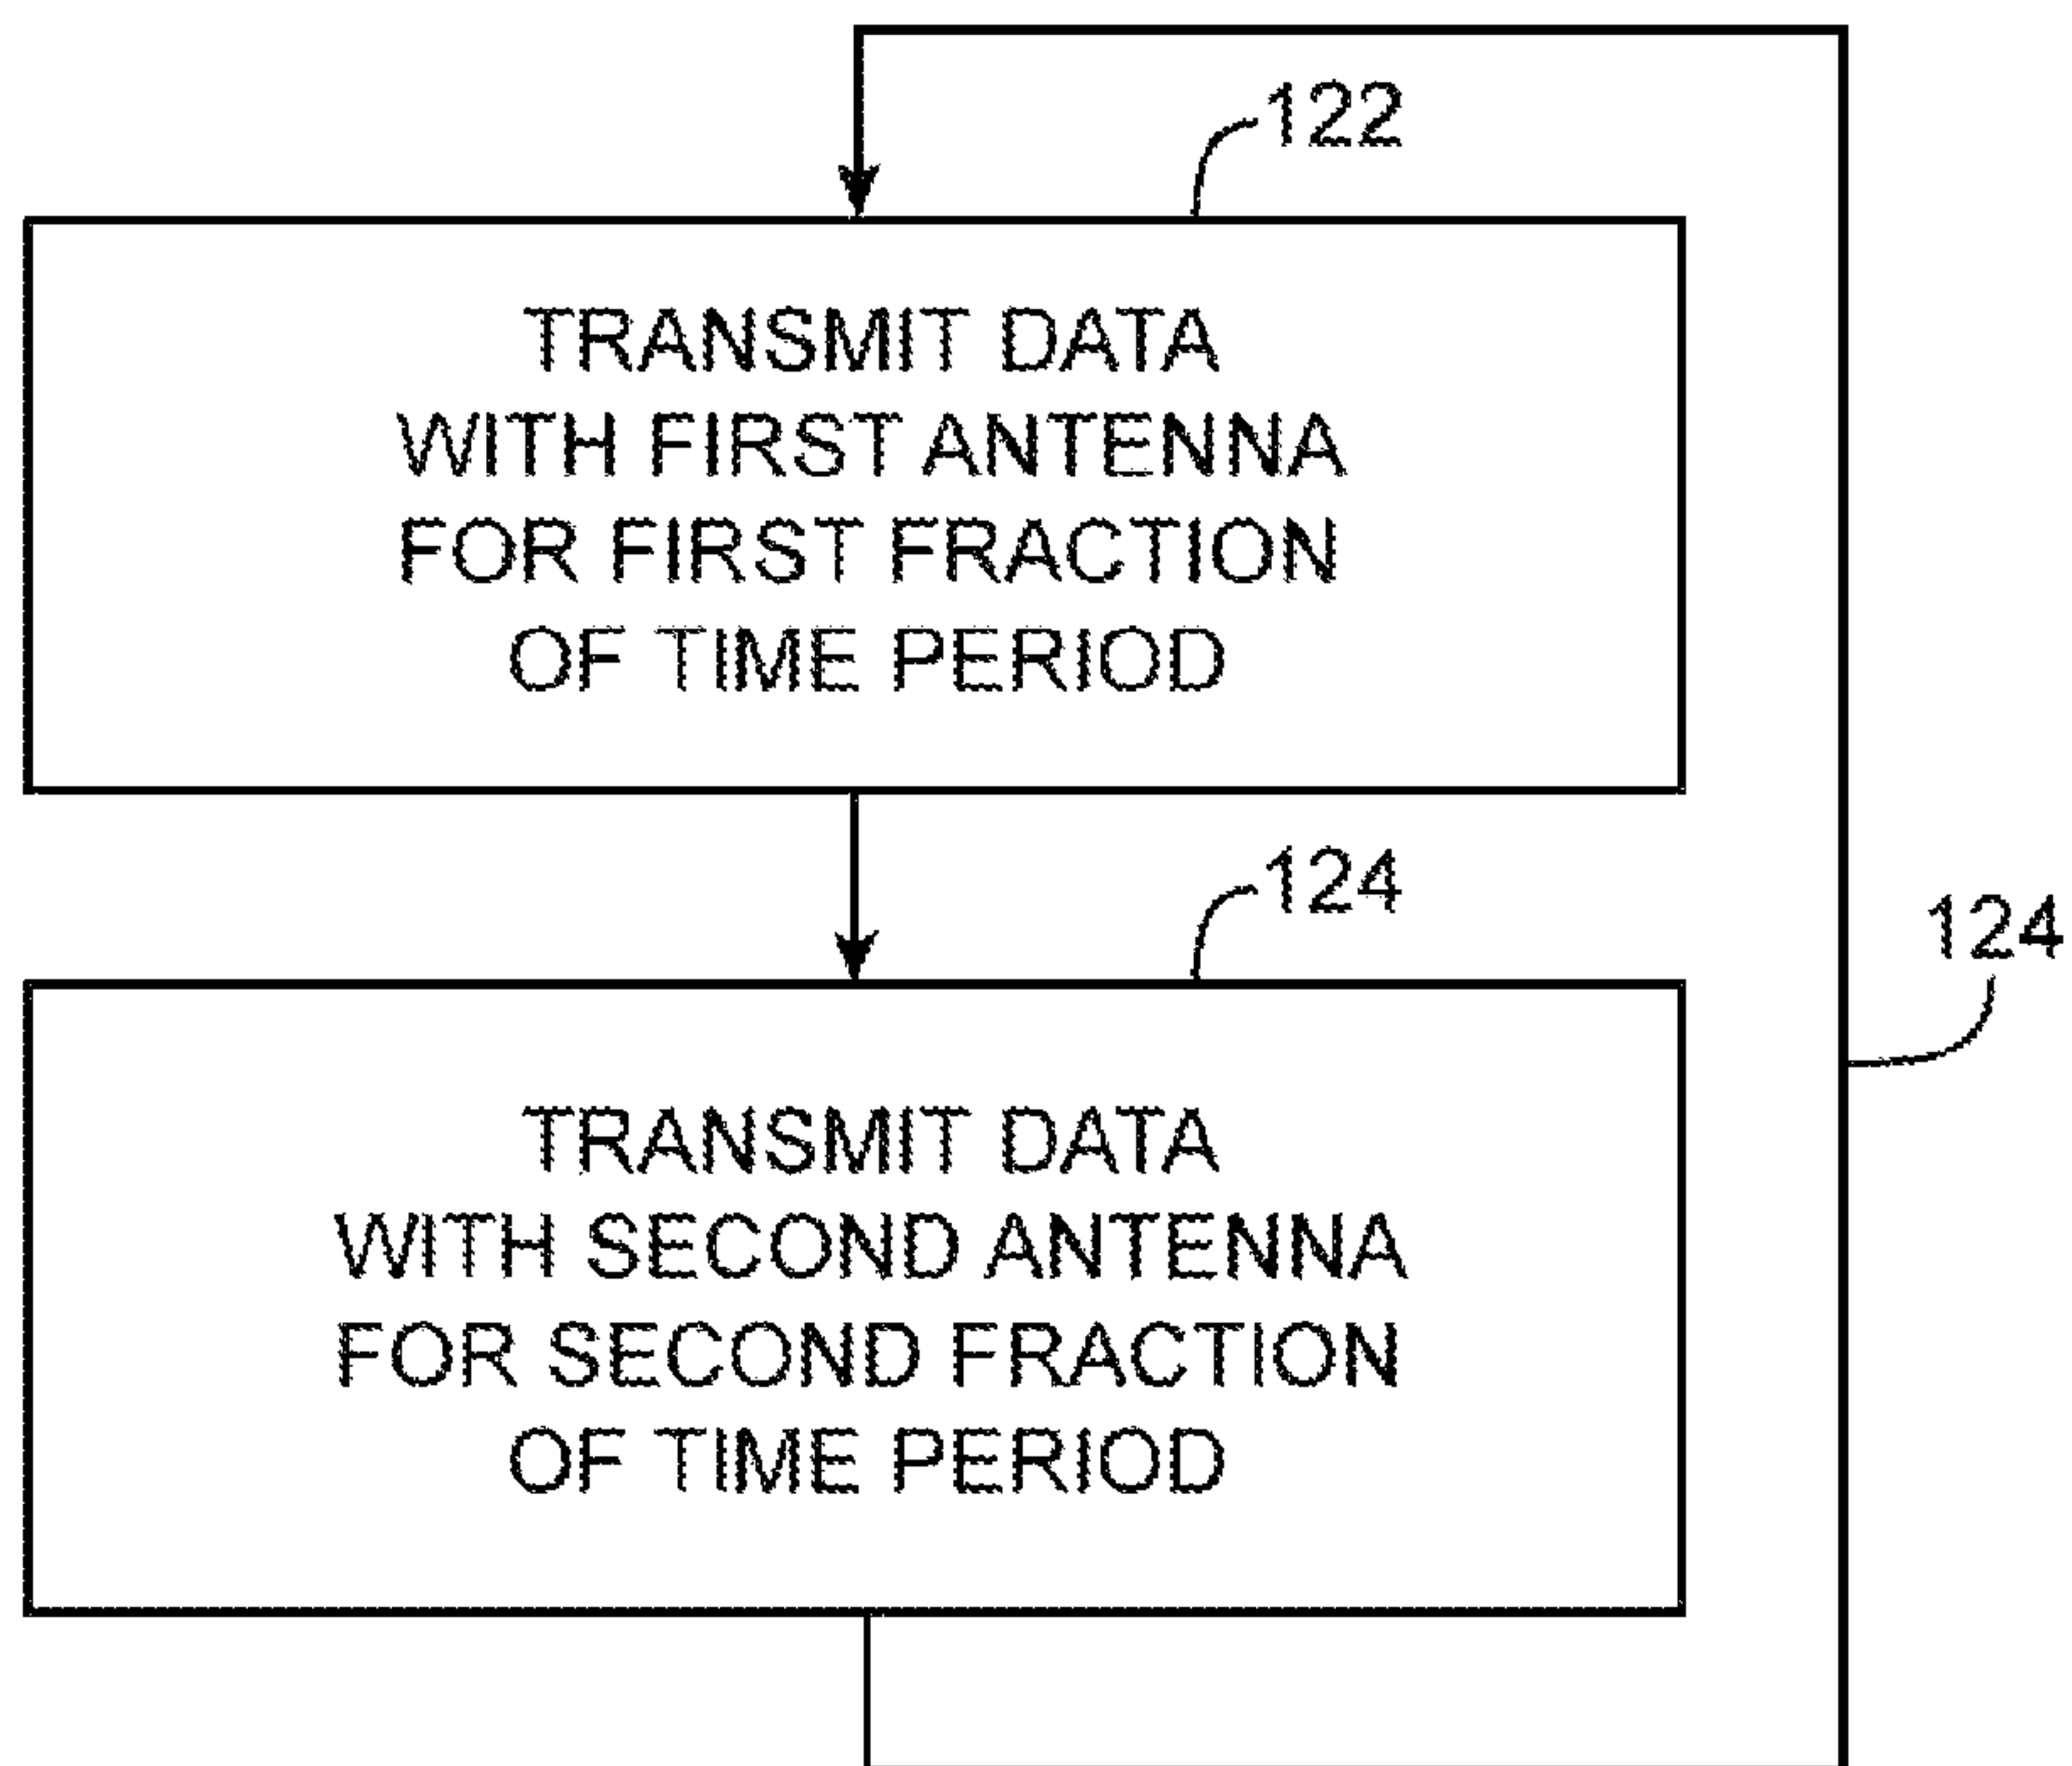 122
TRANSMIT DATA
WITH FIRST ANTENNA
FOR FIRST FRACTION
OF TIME PERIOD
124
124
TRANSMIT DATA
WITH SECOND ANTENNA
FOR SECOND FRACTION
OF TIME PERIOD